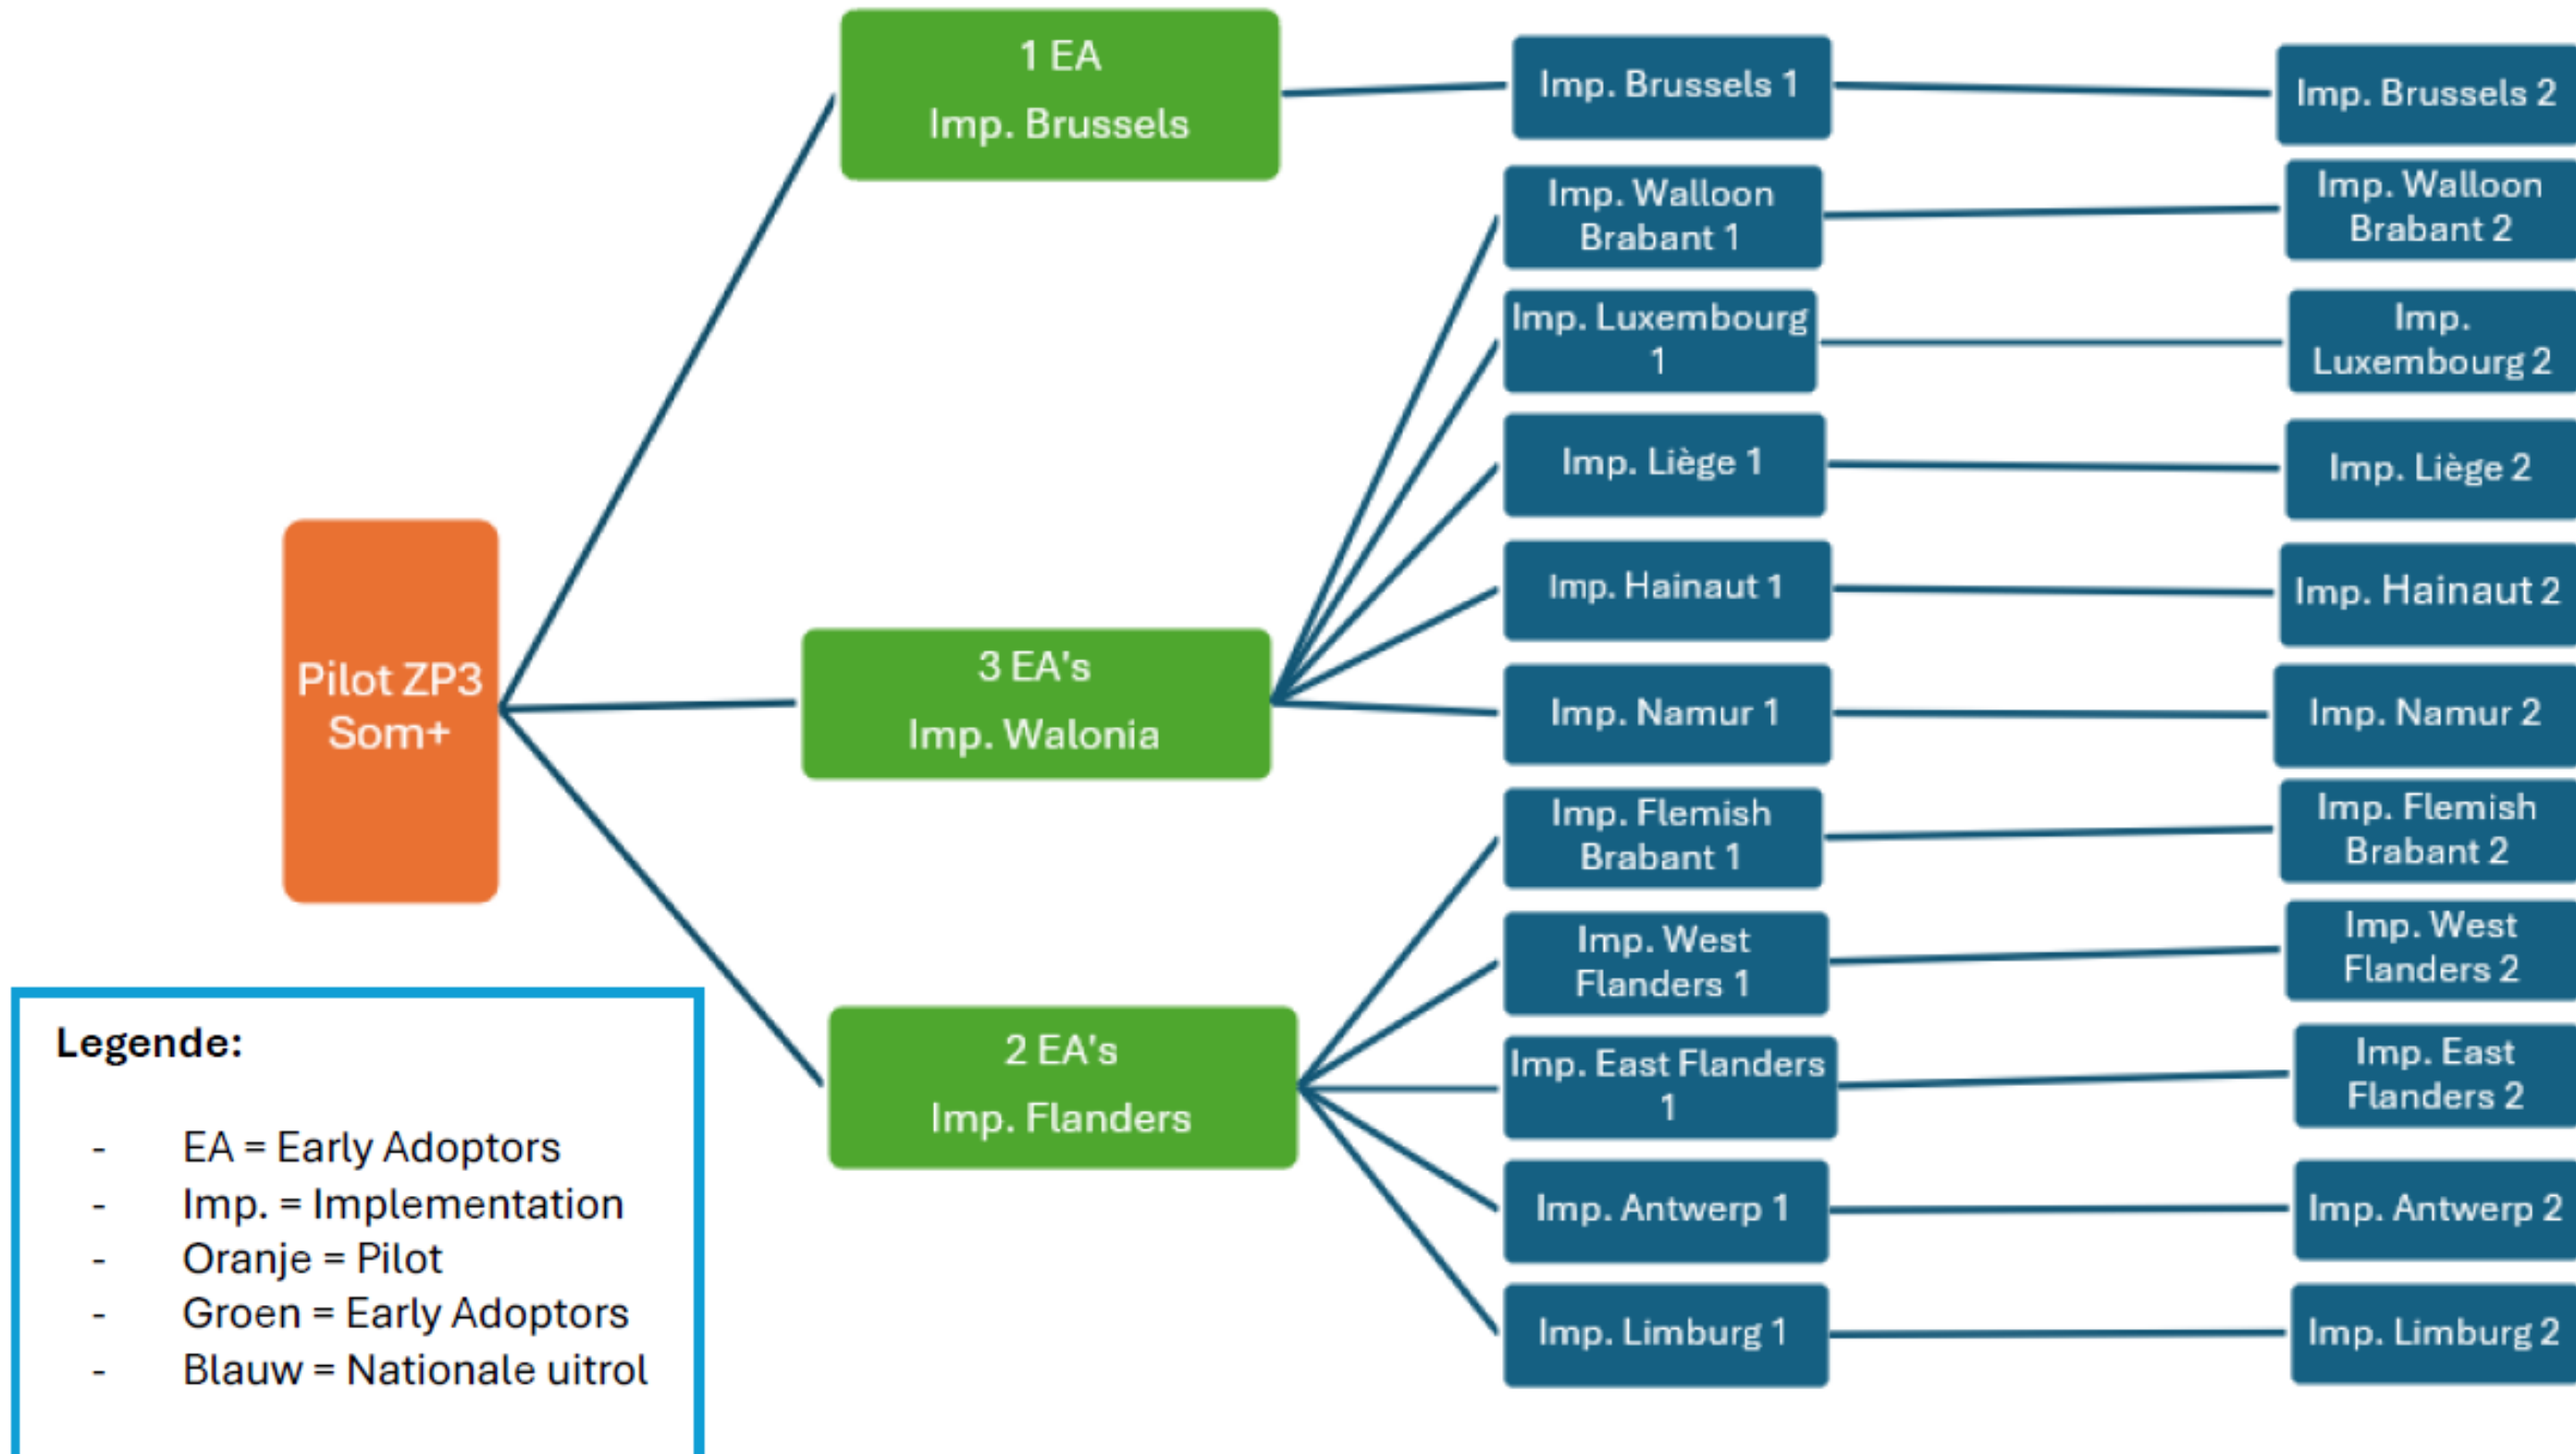 Pilot ZP3
Som+
1 EA
Imp. Brussels
3 EA's
Imp. Walonia
2 EA's
Imp. Flanders
Imp. Brussels 1
Imp. Walloon
Brabant 1
Imp. Luxembourg
1
Imp. Liège 1
Imp. Hainaut 1
Imp. Namur 1
Imp. Flemish
Brabant 1
Imp. West
Flanders 1
Imp. East Flanders
1
Imp. Antwerp 1
Imp. Limburg 1
Imp. Brussels 2
Imp. Walloon
Brabant 2
Imp.
Luxembourg 2
Imp. Liège 2
Imp. Hainaut 2
Imp. Namur 2
Imp. Flemish
Brabant 2
Imp. West
Flanders 2
Imp. East
Flanders 2
Imp. Antwerp 2
Imp. Limburg 2
Legende:
- EA = Early Adoptors
- Imp. = Implementation
- Oranje = Pilot
- Groen = Early Adoptors
- Blauw = Nationale uitrol